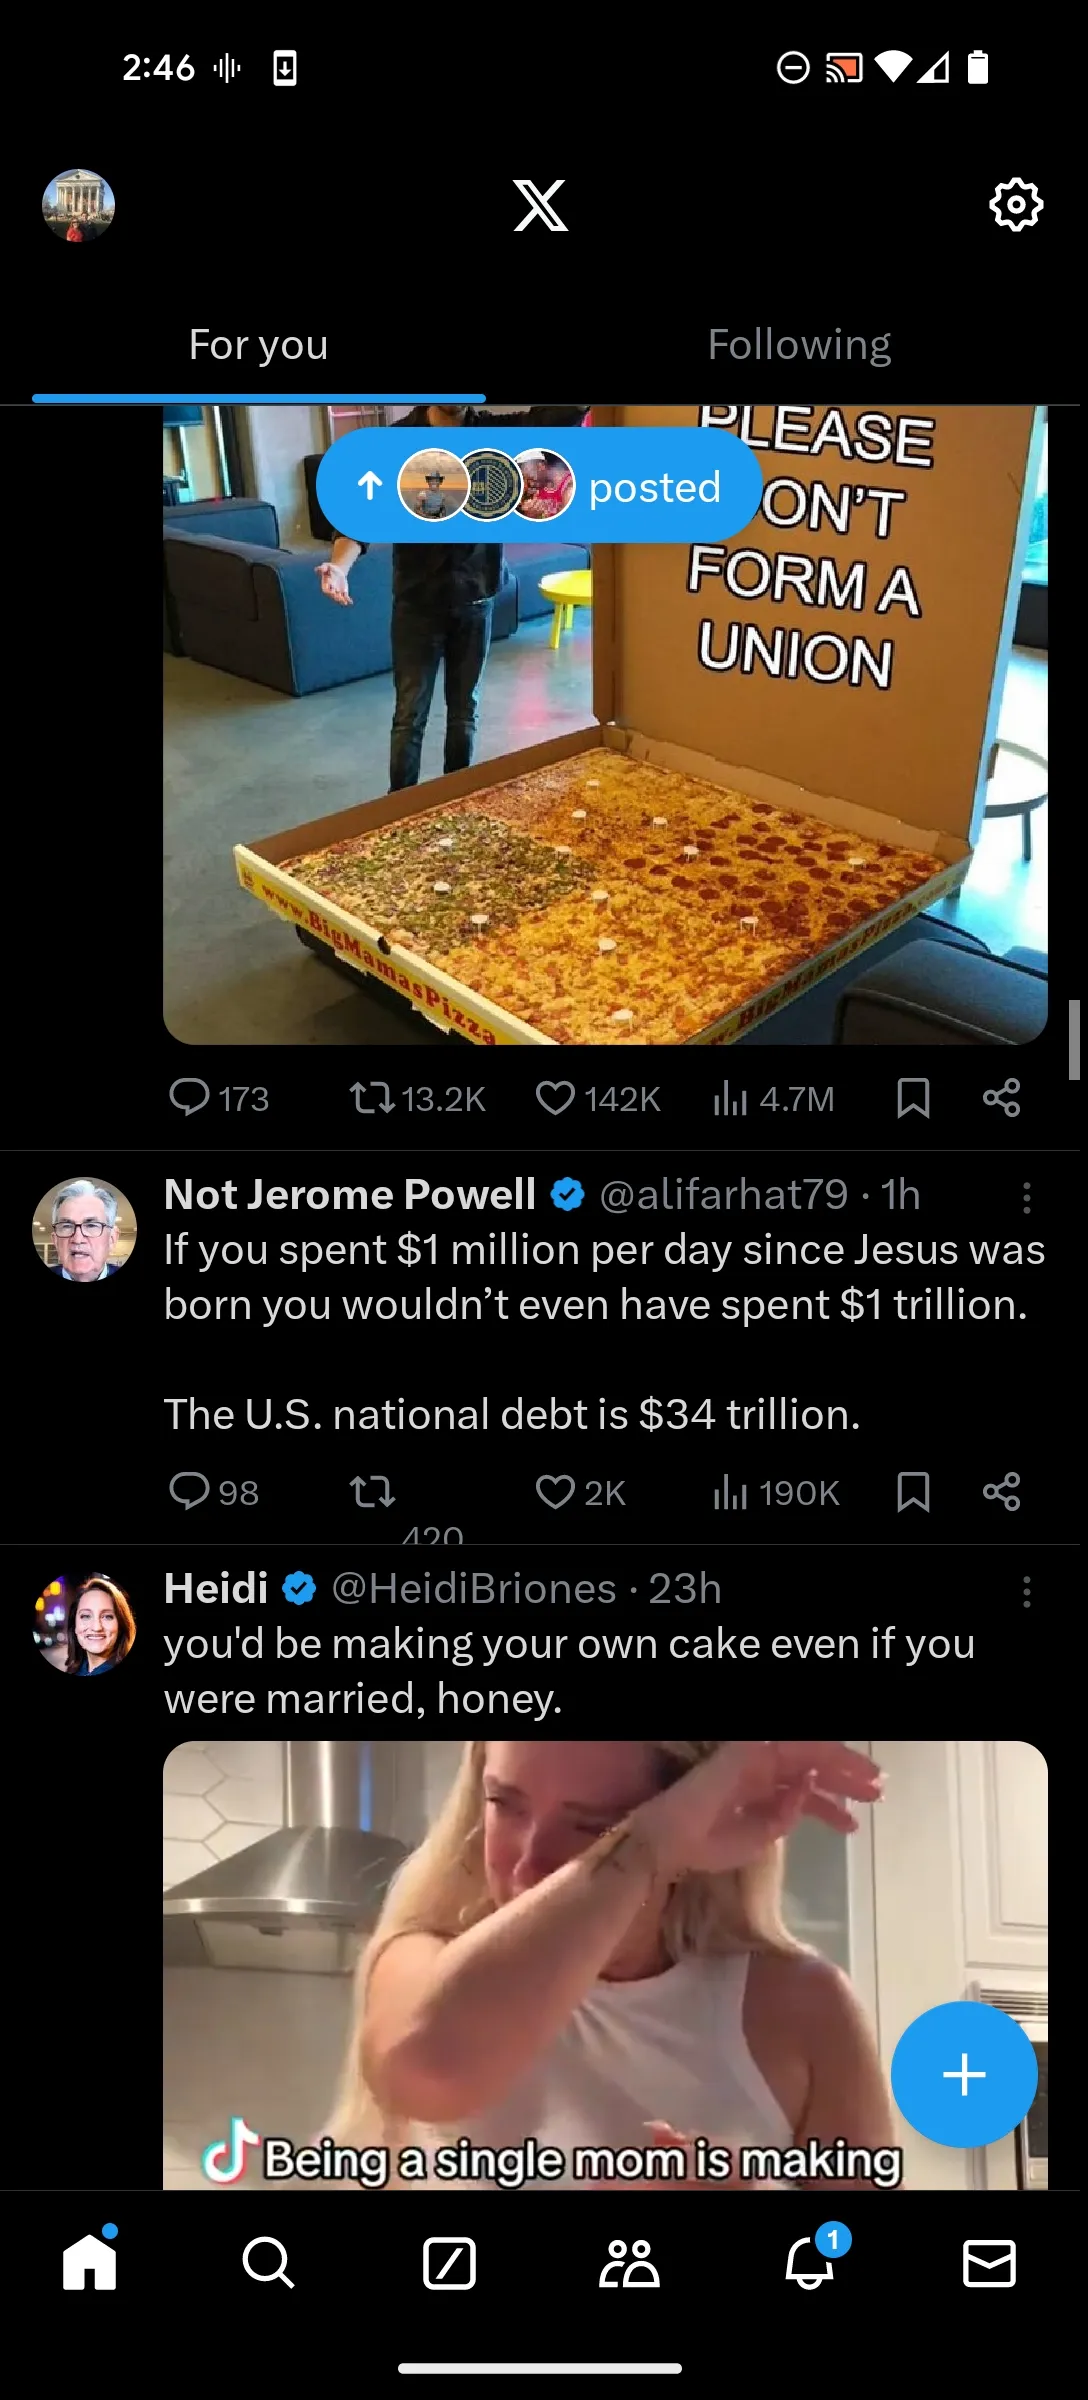 2:46
For you
Following
PLEASE
posted
ON'T
FORM A
UNION
www.BigMamasPizza
173
13.2K
142K
4.7M
Not Jerome Powell @alifarhat79 · 1h
If you spent $1 million per day since Jesus was
born you wouldn’t even have spent $1 trillion.
The U.S. national debt is $34 trillion.
98
420
2K
190K
Heidi @HeidiBriones · 23h
you'd be making your own cake even if you
were married, honey.
Being a single mom is making
1